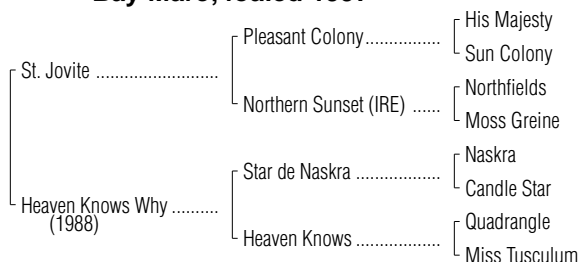 Bay Mare; foaled
His Majesty
Pleasant Colony
Sun Colony
St. Jovite
Northfields
Northern Sunset (IRE)
Moss Greine
Naskra
Star de Naskra
Candle Star
Heaven Knows Why
(1988)
Quadrangle
Heaven Knows
Miss Tusculum